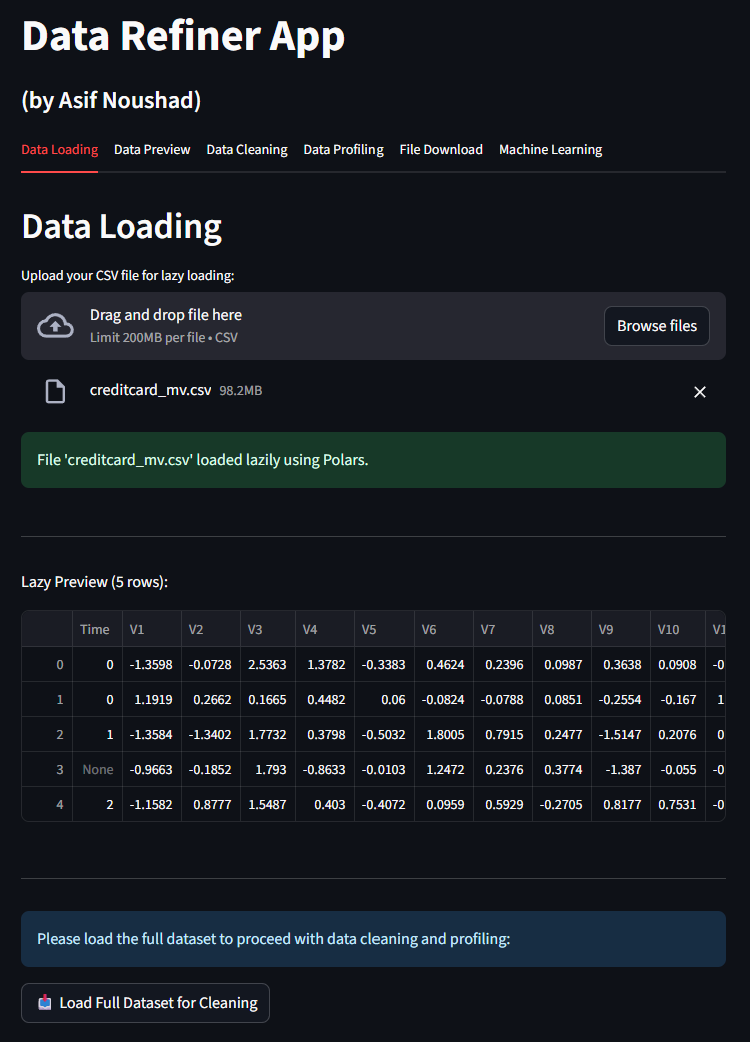 Data Refiner App
(by Asif Noushad)
Data Loading Data Preview Data Cleaning Data Profiling File Download Machine Learning
Data Loading
Upload your CSV file for lazy loading:
Drag and drop file here
Limit 200MB per file • CSV
Browse files
creditcard_mv.csv 98.2MB
File 'creditcard_mv.csv' loaded lazily using Polars.
Lazy Preview (5 rows):
Time V1 V2 V3 V4 V5 V6 V7 V8 V9 V10 V1
0 0 -1.3598 -0.0728 2.5363 1.3782 -0.3383 0.4624 0.2396 0.0987 0.3638 0.0908 -0
1 0 1.1919 0.2662 0.1665 0.4482 0.06 -0.0824 -0.0788 0.0851 -0.2554 -0.167 1
2 1 -1.3584 -1.3402 1.7732 0.3798 -0.5032 1.8005 0.7915 0.2477 -1.5147 0.2076 0
3 None -0.9663 -0.1852 1.793 -0.8633 -0.0103 1.2472 0.2376 0.3774 -1.387 -0.055 -0
4 2 -1.1582 0.8777 1.5487 0.403 -0.4072 0.0959 0.5929 -0.2705 0.8177 0.7531 -0
Please load the full dataset to proceed with data cleaning and profiling:
Load Full Dataset for Cleaning